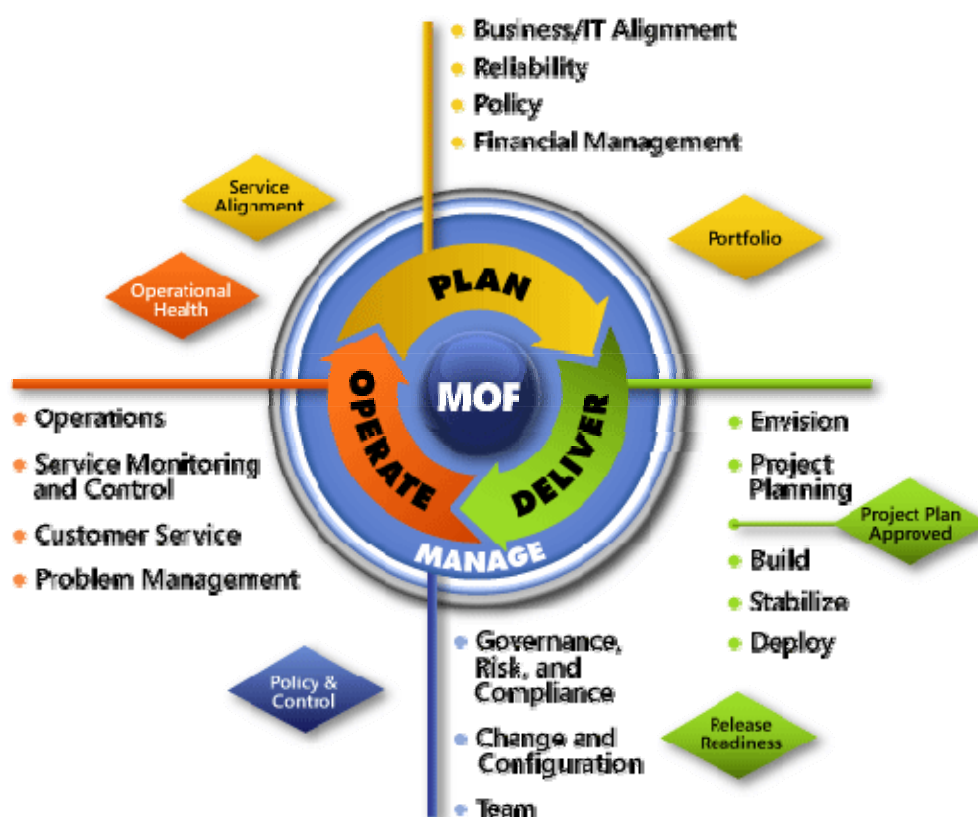 Business/IT Alignment
Reliability
Policy
Financial Management
Service
Alignment
Portfolio
Operational
Health
PLAN
MOF
OPERATE
DELIVER
MANAGE
Operations
Service Monitoring
and Control
Customer Service
Problem Management
Envision
Project
Planning
Project Plan
Approved
Build
Stabilize
Deploy
Governance,
Risk, and
Compliance
Change and
Configuration
Team
Policy &
Control
Release
Readiness